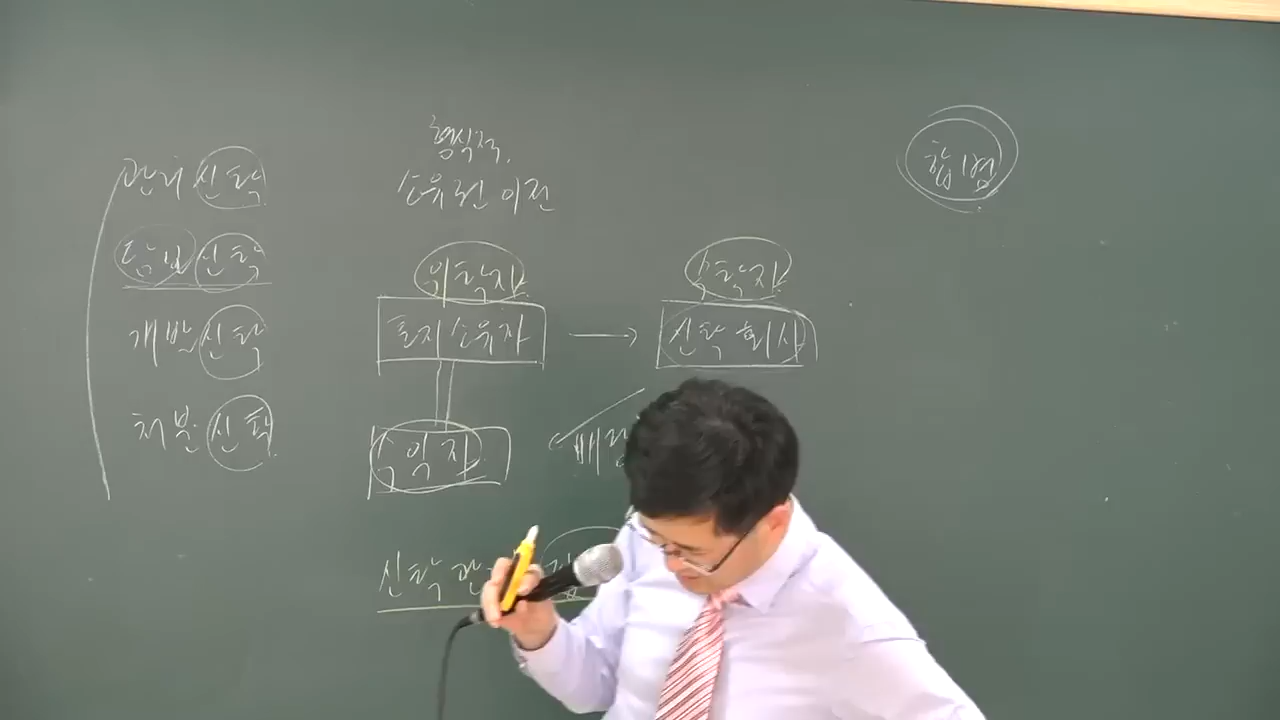 관리신탁
담보신탁
개발신탁
처분신탁
형식적
소유권 이전
위탁자
토지소유자
수익자
수탁자
신탁회사
신탁
합병